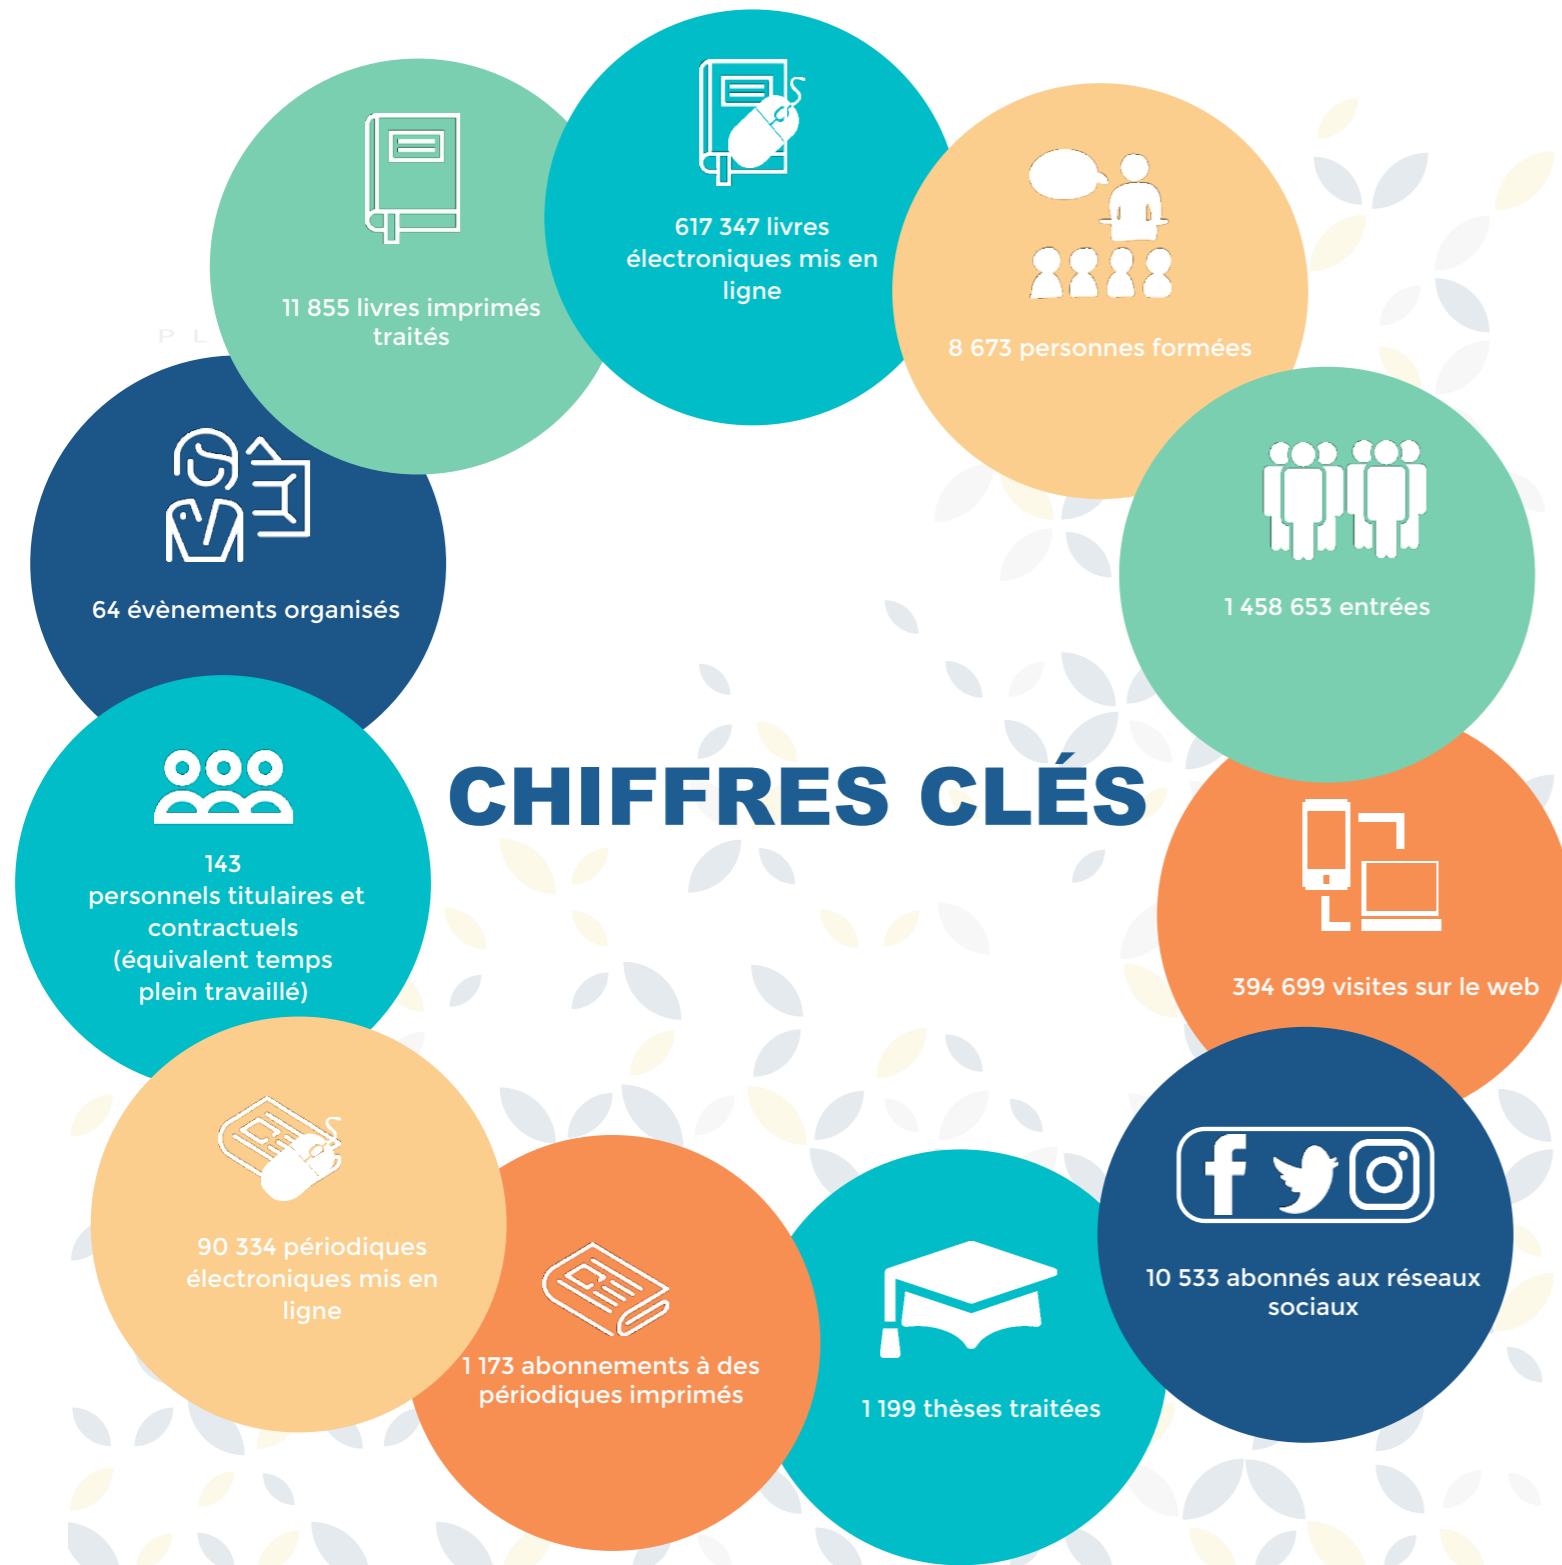 617 347 livres
électroniques mis en
ligne
11 855 livres imprimés
traités
8 673 personnes formées
P L
64 évènements organisés
1 458 653 entrées
CHIFFRES CLÉS
143
personnels titulaires et
contractuels
(équivalent temps
plein travaillé)
394 699 visites sur le web
90 334 périodiques
électroniques mis en
ligne
10 533 abonnés aux réseaux
sociaux
1 173 abonnements à des
périodiques imprimés
1 199 thèses traitées